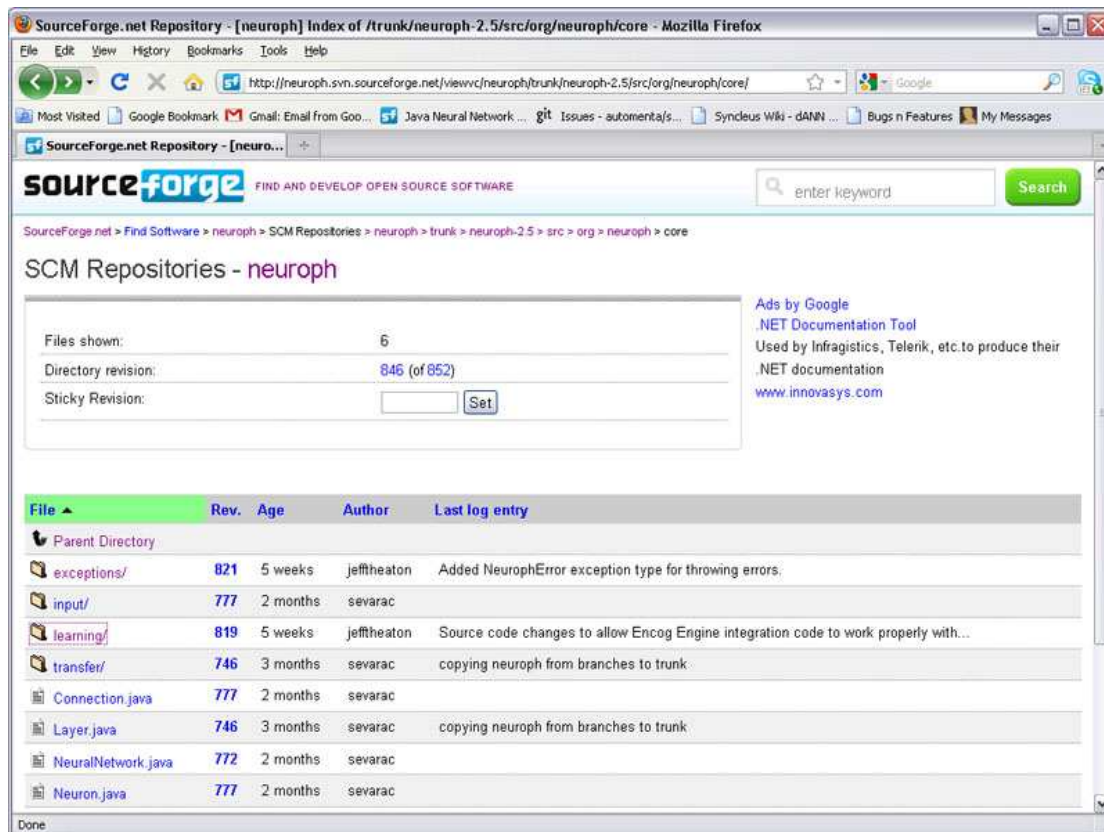 SourceForge.net Repository - [neuroph] Index of /trunk/neuroph-2.5/src/org/neuroph/core - Mozilla Firefox
File Edit View History Bookmarks Tools Help
http://neuroph.svn.sourceforge.net/viewvc/neuroph/trunk/neuroph-2.5/src/org/neuroph/core/ Google
Most Visited Google Bookmark Gmail: Email from Goo... Java Neural Network ... git Issues - automenta/s... Syncleus Wiki - dANN ... Bugs n Features My Messages
SourceForge.net Repository - [neuro...
sourceforge FIND AND DEVELOP OPEN SOURCE SOFTWARE enter keyword Search
SourceForge.net > Find Software > neuroph > SCM Repositories > neuroph > trunk > neuroph-2.5 > src > org > neuroph > core
SCM Repositories - neuroph
Ads by Google
.NET Documentation Tool
Used by Infragistics, Telerik, etc.to produce their
.NET documentation
www.innovasys.com
Files shown: 6
Directory revision: 846 (of 852)
Sticky Revision: Set
File Rev. Age Author Last log entry
Parent Directory
exceptions/ 821 5 weeks jefftheaton Added NeurophError exception type for throwing errors.
input/ 777 2 months sevarac
learning/ 819 5 weeks jefftheaton Source code changes to allow Encog Engine integration code to work properly with...
transfer/ 746 3 months sevarac copying neuroph from branches to trunk
Connection.java 777 2 months sevarac
Layer.java 746 3 months sevarac copying neuroph from branches to trunk
NeuralNetwork.java 772 2 months sevarac
Neuron.java 777 2 months sevarac
Done